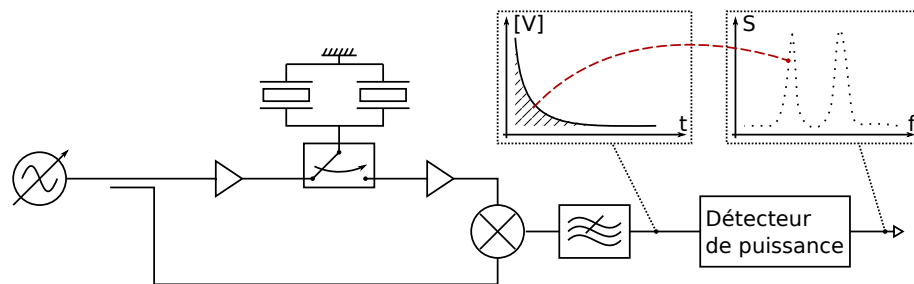 [V]
t
S
f
Détecteur
de puissance